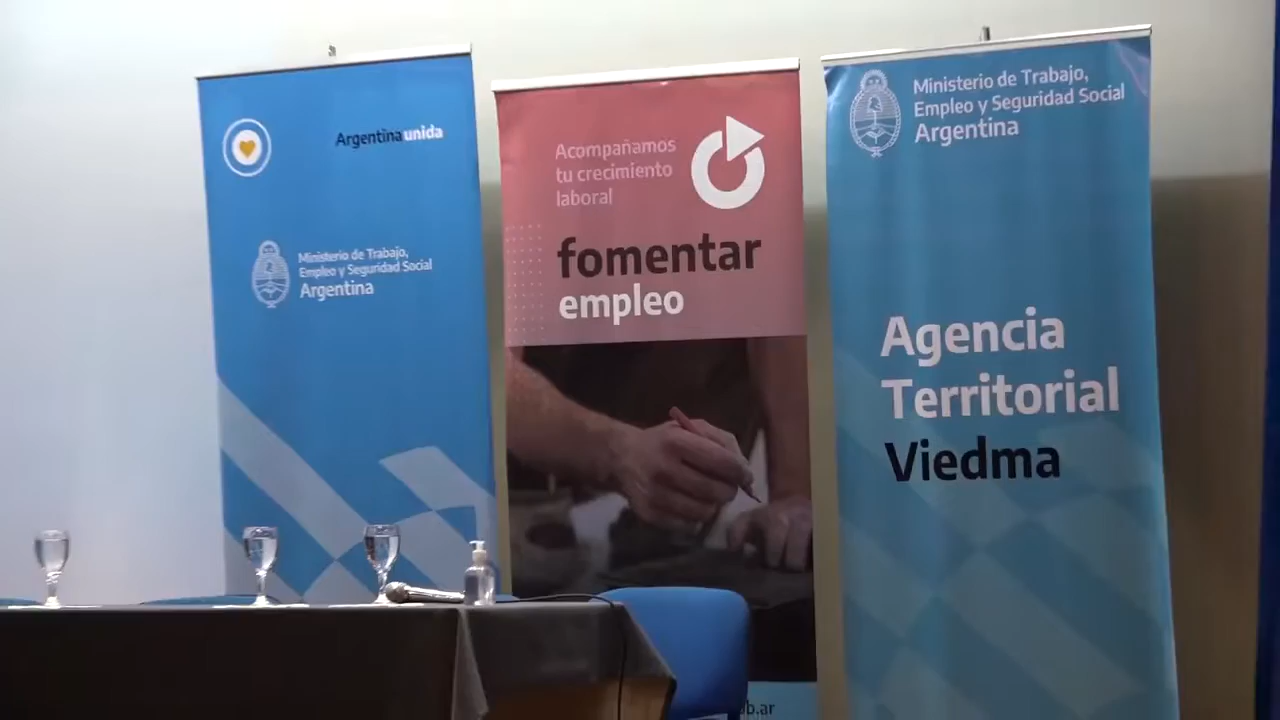 Argentina unida
Ministerio de Trabajo,
Empleo y Seguridad Social
Argentina
Acompañamos
tu crecimiento
laboral
fomentar
empleo
Ministerio de Trabajo,
Empleo y Seguridad Social
Argentina
Agencia
Territorial
Viedma